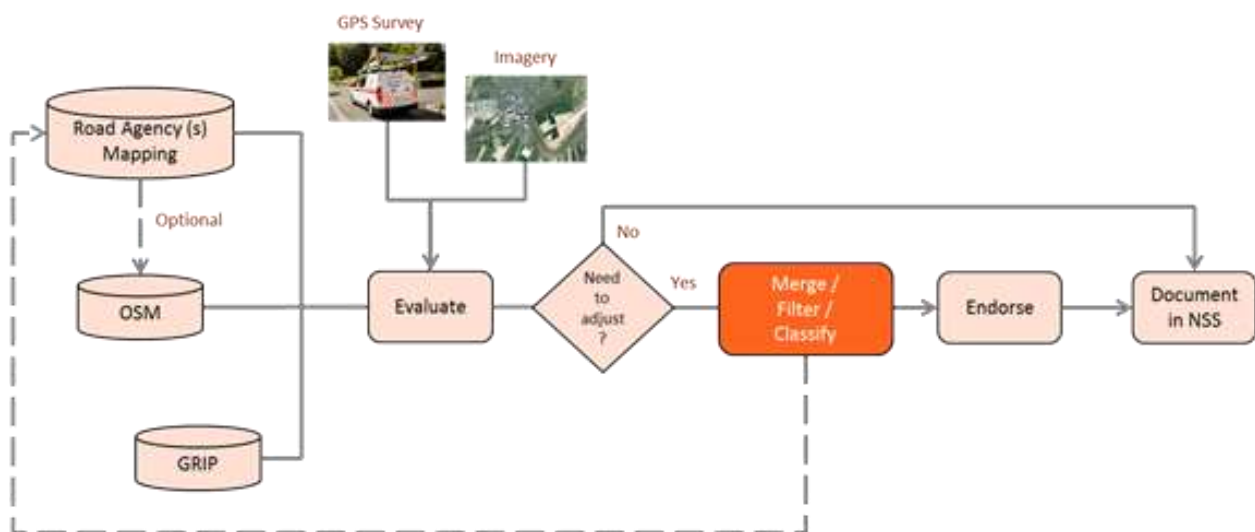 GPS Survey
Imagery
Road Agency (s)
Mapping
Optional
OSM
GRIP
Evaluate
Need
to
adjust
?
No
Yes
Merge /
Filter /
Classify
Endorse
Document
in NSS